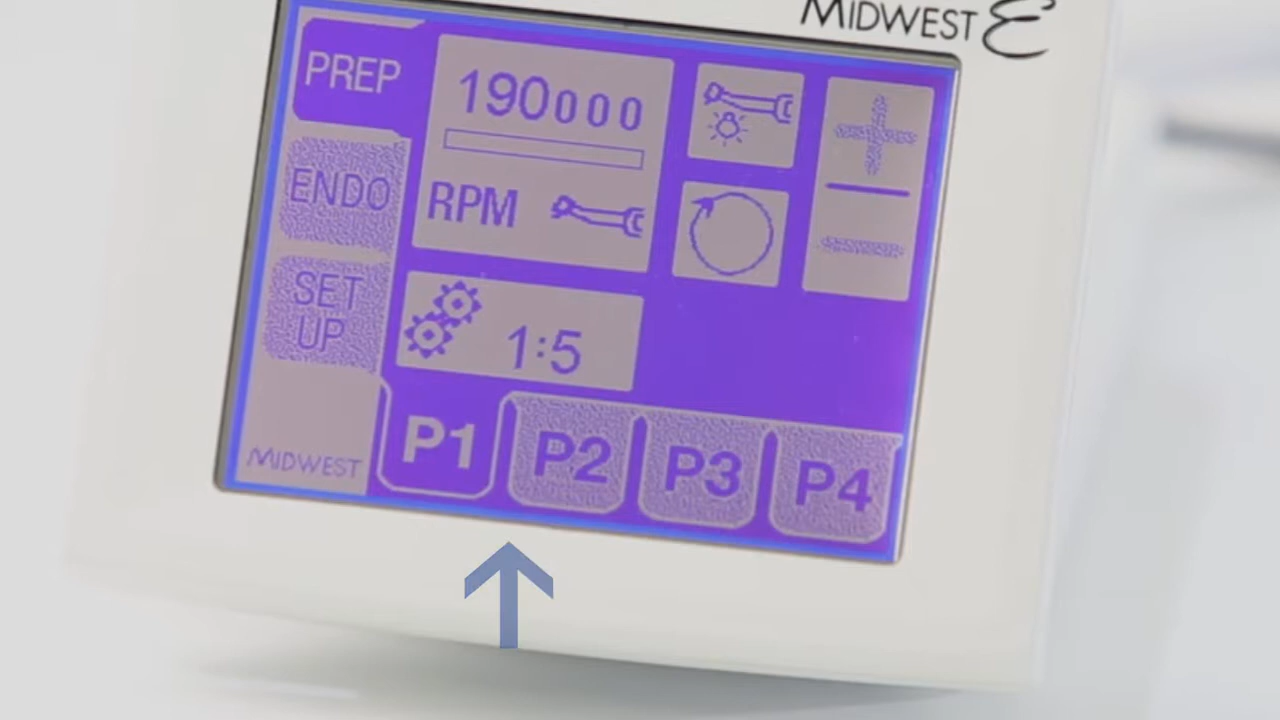 MIDWEST E
PREP
190000
RPM
ENDO
SET
UP
1:5
MIDWEST
P1 P2 P3 P4